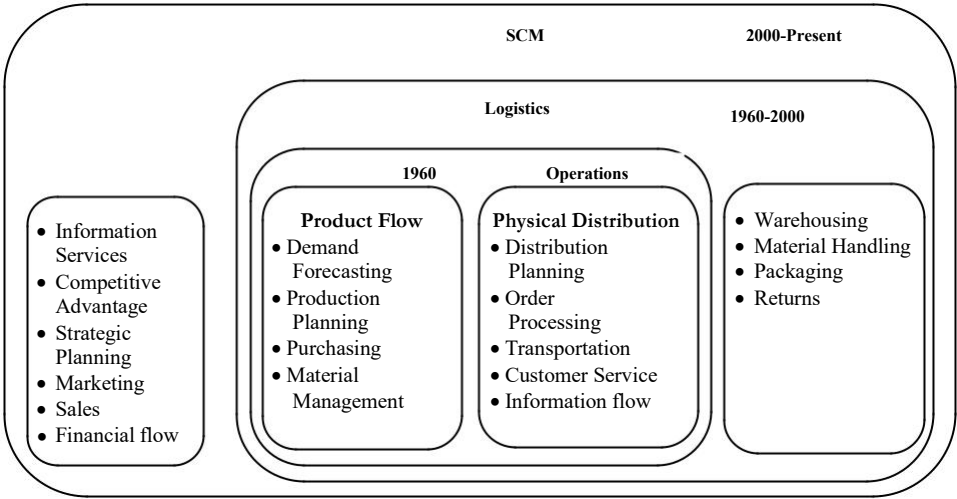 SCM 2000-Present
Logistics
1960-2000
1960 Operations
• Information
Services
• Competitive
Advantage
• Strategic
Planning
• Marketing
• Sales
• Financial flow
Product Flow
• Demand
Forecasting
• Production
Planning
• Purchasing
• Material
Management
Physical Distribution
• Distribution
Planning
• Order
Processing
• Transportation
• Customer Service
• Information flow
• Warehousing
• Material Handling
• Packaging
• Returns